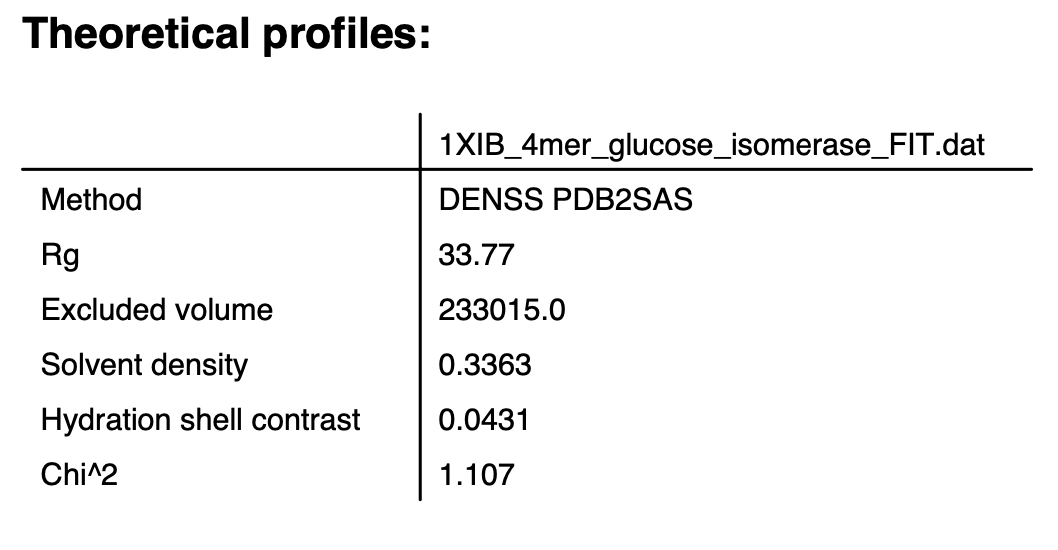 Theoretical profiles:
1XIB_4mer_glucose_isomerase_FIT.dat
Method DENSS PDB2SAS
Rg 33.77
Excluded volume 233015.0
Solvent density 0.3363
Hydration shell contrast 0.0431
Chi^2 1.107